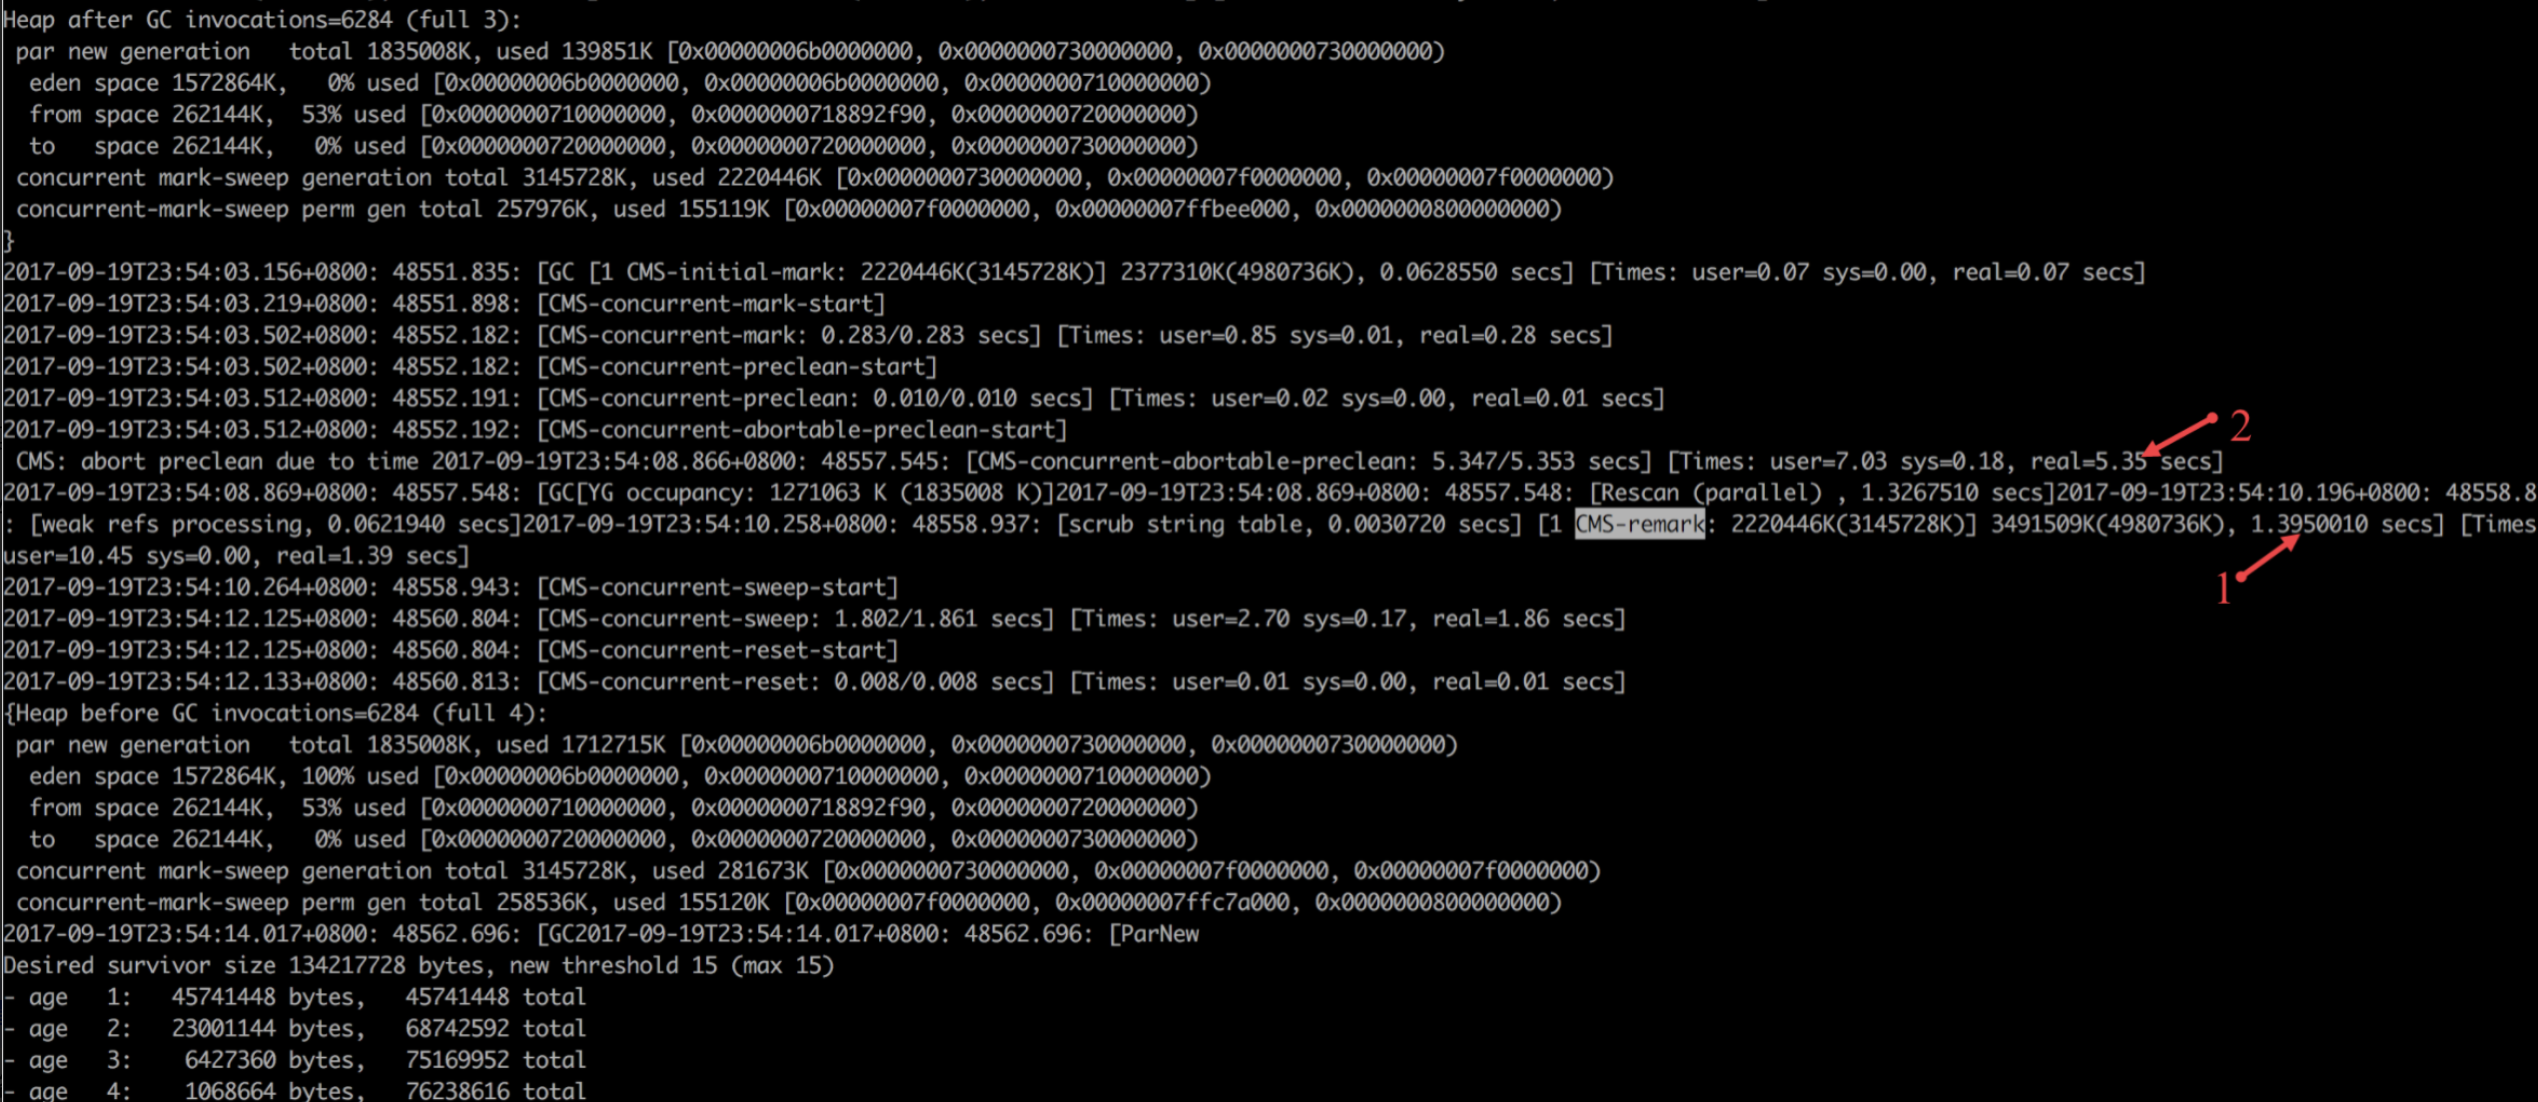 Heap after GC invocations=6284 (full 3):
 par new generation   total 1835008K, used 139851K [0x00000006b0000000, 0x0000000730000000, 0x0000000730000000)
  eden space 1572864K,   0% used [0x00000006b0000000, 0x00000006b0000000, 0x0000000710000000)
  from space 262144K,  53% used [0x0000000710000000, 0x0000000718892f90, 0x0000000720000000)
  to   space 262144K,   0% used [0x0000000720000000, 0x0000000720000000, 0x0000000730000000)
 concurrent mark-sweep generation total 3145728K, used 2220446K [0x0000000730000000, 0x00000007f0000000, 0x00000007f0000000)
 concurrent-mark-sweep perm gen total 257976K, used 155119K [0x00000007f0000000, 0x00000007ffbee000, 0x0000000800000000)
}
2017-09-19T23:54:03.156+0800: 48551.835: [GC [1 CMS-initial-mark: 2220446K(3145728K)] 2377310K(4980736K), 0.0628550 secs] [Times: user=0.07 sys=0.00, real=0.07 secs]
2017-09-19T23:54:03.219+0800: 48551.898: [CMS-concurrent-mark-start]
2017-09-19T23:54:03.502+0800: 48552.182: [CMS-concurrent-mark: 0.283/0.283 secs] [Times: user=0.85 sys=0.01, real=0.28 secs]
2017-09-19T23:54:03.502+0800: 48552.182: [CMS-concurrent-preclean-start]
2017-09-19T23:54:03.512+0800: 48552.191: [CMS-concurrent-preclean: 0.010/0.010 secs] [Times: user=0.02 sys=0.00, real=0.01 secs]
2017-09-19T23:54:03.512+0800: 48552.192: [CMS-concurrent-abortable-preclean-start]
2
 CMS: abort preclean due to time 2017-09-19T23:54:08.866+0800: 48557.545: [CMS-concurrent-abortable-preclean: 5.347/5.353 secs] [Times: user=7.03 sys=0.18, real=5.35 secs]
2017-09-19T23:54:08.869+0800: 48557.548: [GC[YG occupancy: 1271063 K (1835008 K)]2017-09-19T23:54:08.869+0800: 48557.548: [Rescan (parallel) , 1.3267510 secs]2017-09-19T23:54:10.196+0800: 48558.8
: [weak refs processing, 0.0621940 secs]2017-09-19T23:54:10.258+0800: 48558.937: [scrub string table, 0.0030720 secs] [1 CMS-remark: 2220446K(3145728K)] 3491509K(4980736K), 1.3950010 secs] [Times
user=10.45 sys=0.00, real=1.39 secs]
1
2017-09-19T23:54:10.264+0800: 48558.943: [CMS-concurrent-sweep-start]
2017-09-19T23:54:12.125+0800: 48560.804: [CMS-concurrent-sweep: 1.802/1.861 secs] [Times: user=2.70 sys=0.17, real=1.86 secs]
2017-09-19T23:54:12.125+0800: 48560.804: [CMS-concurrent-reset-start]
2017-09-19T23:54:12.133+0800: 48560.813: [CMS-concurrent-reset: 0.008/0.008 secs] [Times: user=0.01 sys=0.00, real=0.01 secs]
{Heap before GC invocations=6284 (full 4):
 par new generation   total 1835008K, used 1712715K [0x00000006b0000000, 0x0000000730000000, 0x0000000730000000)
  eden space 1572864K, 100% used [0x00000006b0000000, 0x0000000710000000, 0x0000000710000000)
  from space 262144K,  53% used [0x0000000710000000, 0x0000000718892f90, 0x0000000720000000)
  to   space 262144K,   0% used [0x0000000720000000, 0x0000000720000000, 0x0000000730000000)
 concurrent mark-sweep generation total 3145728K, used 281673K [0x0000000730000000, 0x00000007f0000000, 0x00000007f0000000)
 concurrent-mark-sweep perm gen total 258536K, used 155120K [0x00000007f0000000, 0x00000007ffc7a000, 0x0000000800000000)
2017-09-19T23:54:14.017+0800: 48562.696: [GC2017-09-19T23:54:14.017+0800: 48562.696: [ParNew
Desired survivor size 134217728 bytes, new threshold 15 (max 15)
- age   1:   45741448 bytes,   45741448 total
- age   2:   23001144 bytes,   68742592 total
- age   3:    6427360 bytes,   75169952 total
- age   4:    1068664 bytes,   76238616 total